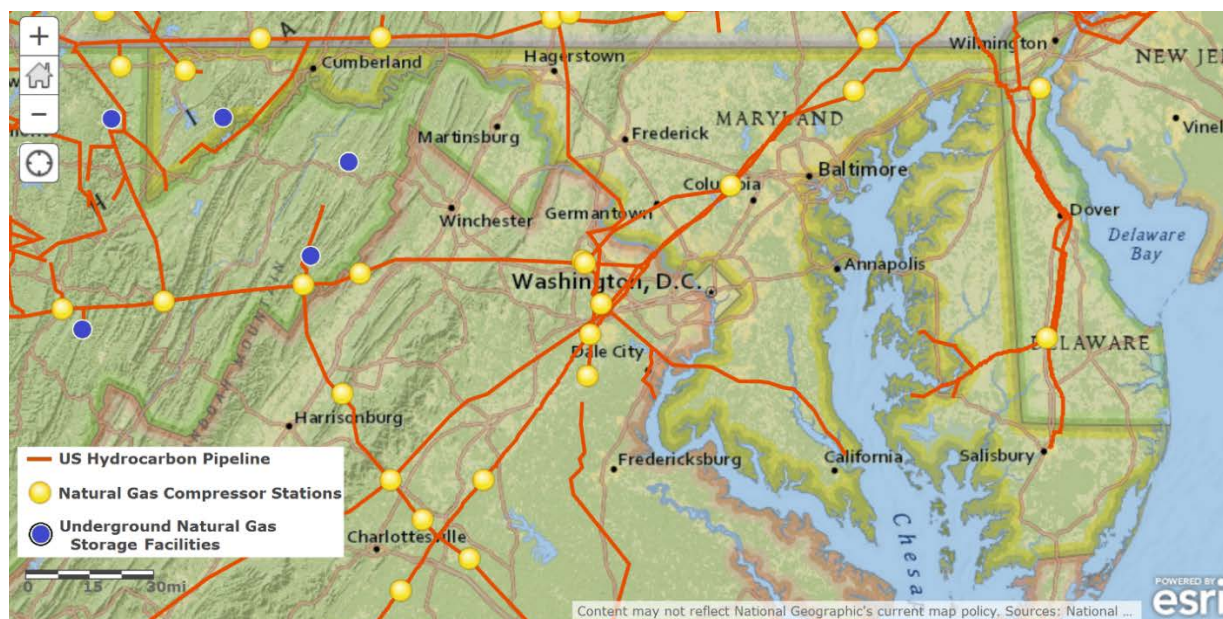 +
−
A
I
H
Cumberland
Hagerstown
Wilmington
NEW JE
Martinsburg
Frederick
MARYLAND
Vinel
Baltimore
Columbia
Winchester
Germantown
Dover
Delaware
Bay
Annapolis
Washington, D.C.
Dale City
DELAWARE
Harrisonburg
Fredericksburg
California
Salisbury
Charlottesville
Chesa
US Hydrocarbon Pipeline
Natural Gas Compressor Stations
Underground Natural Gas
Storage Facilities
0 15 30mi
Content may not reflect National Geographic's current map policy. Sources: National ...
POWERED BY
esri